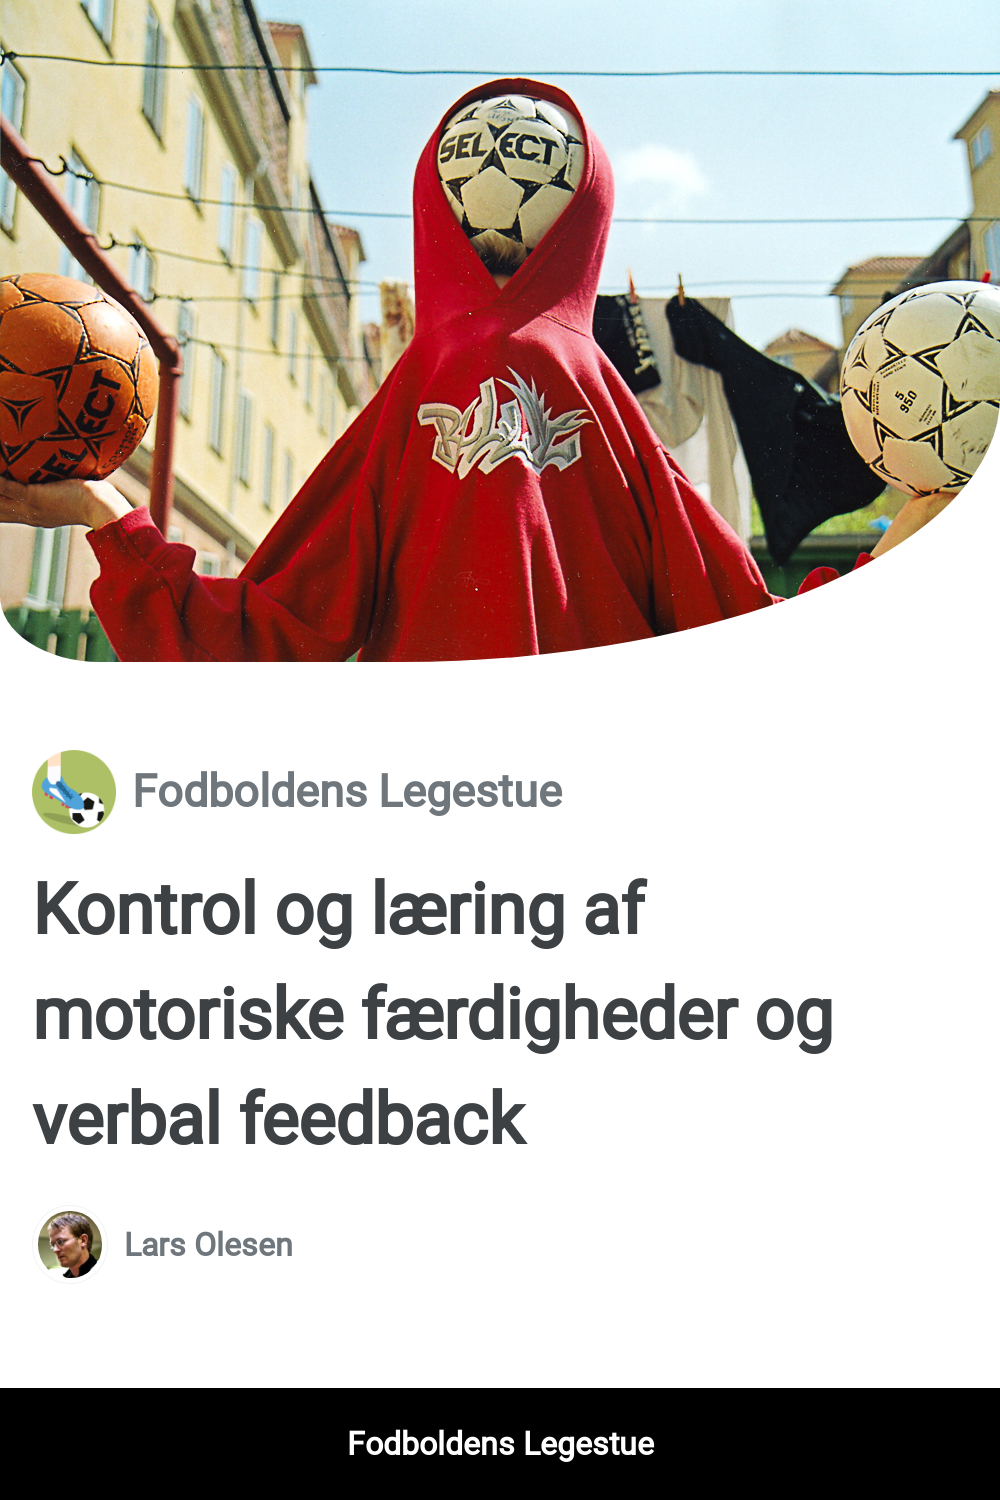 SELECT
SELECT
5
950
Fodboldens Legestue
Kontrol og læring af
motoriske færdigheder og
verbal feedback
Lars Olesen
Fodboldens Legestue